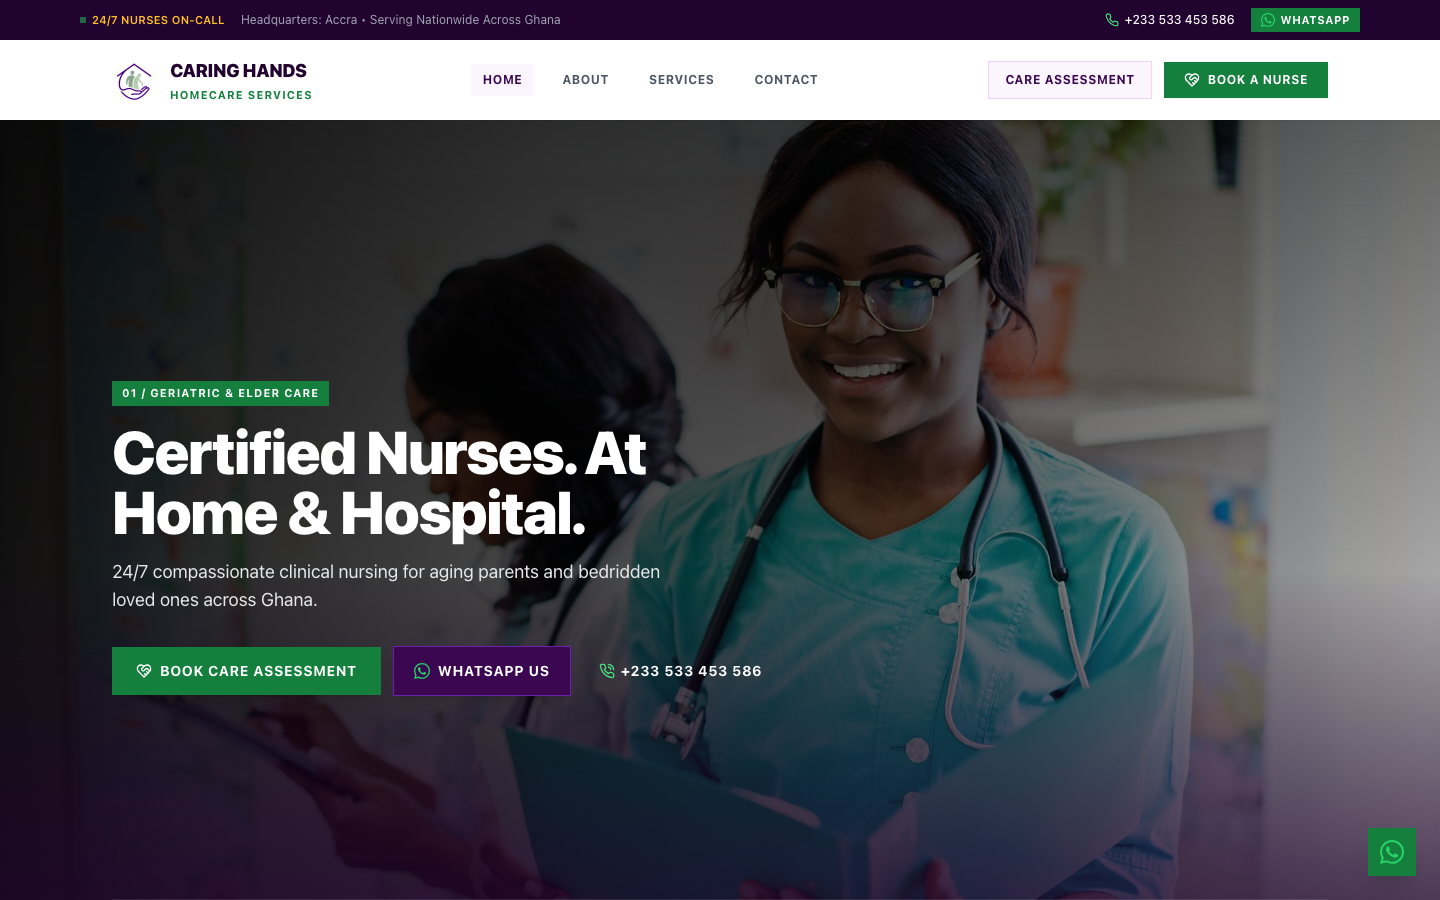 24/7 NURSES ON-CALL
Headquarters: Accra • Serving Nationwide Across Ghana
+233 533 453 586
WHATSAPP
CARING HANDS
HOMECARE SERVICES
HOME
ABOUT
SERVICES
CONTACT
CARE ASSESSMENT
BOOK A NURSE
01 / GERIATRIC & ELDER CARE
Certified Nurses. At
Home & Hospital.
24/7 compassionate clinical nursing for aging parents and bedridden
loved ones across Ghana.
BOOK CARE ASSESSMENT
WHATSAPP US
+233 533 453 586